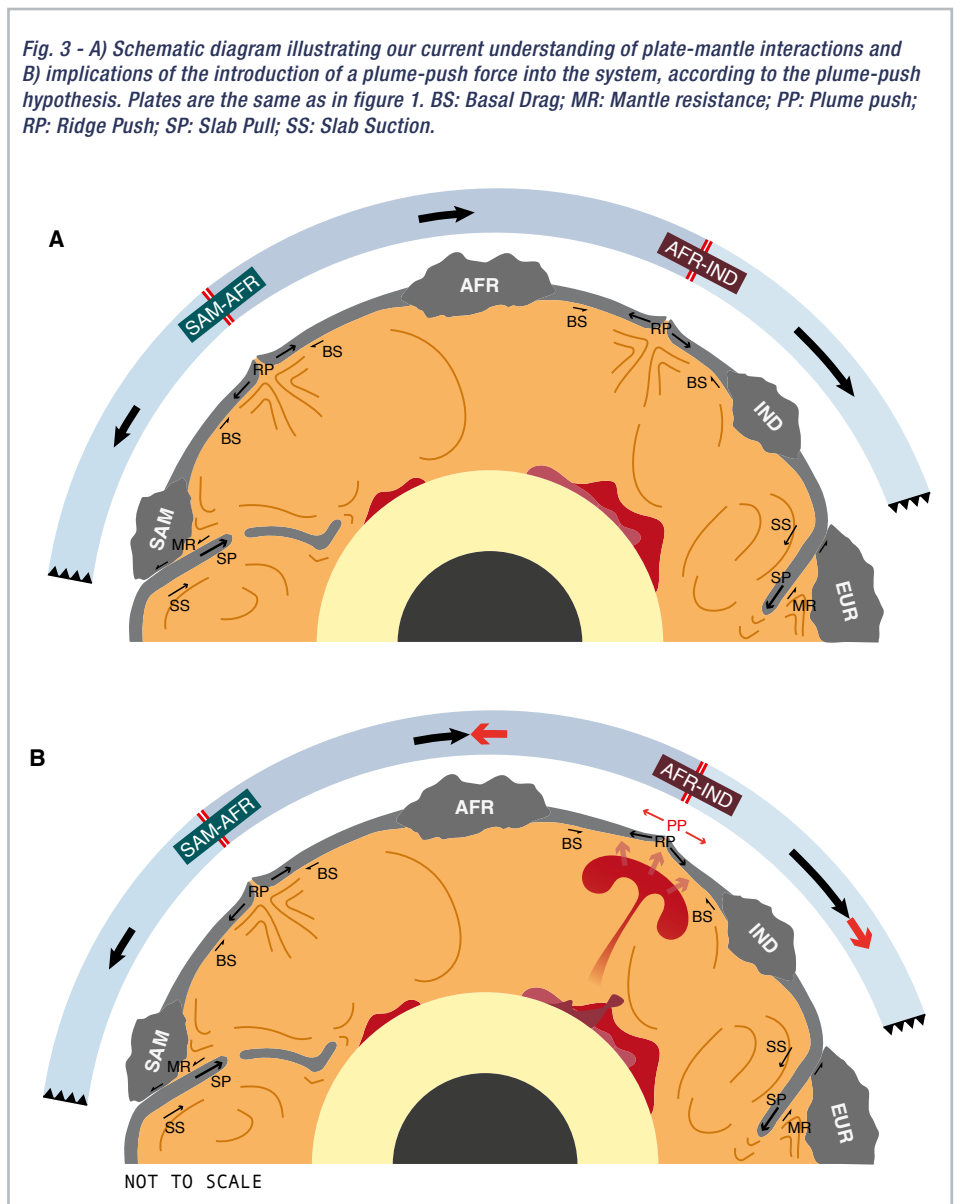 Fig. 3 - A) Schematic diagram illustrating our current understanding of plate-mantle interactions and
B) implications of the introduction of a plume-push force into the system, according to the plume-push
hypothesis. Plates are the same as in figure 1. BS: Basal Drag; MR: Mantle resistance; PP: Plume push;
RP: Ridge Push; SP: Slab Pull; SS: Slab Suction.
A
SAM-AFR
AFR-IND
AFR
BS
RP
BS
RP
BS
BS
IND
SAM
MR
SP
SS
SS
SP
MR
EUR
B
SAM-AFR
AFR-IND
AFR
PP
BS
RP
BS
RP
BS
BS
IND
SAM
MR
SP
SS
SS
SP
MR
EUR
NOT TO SCALE